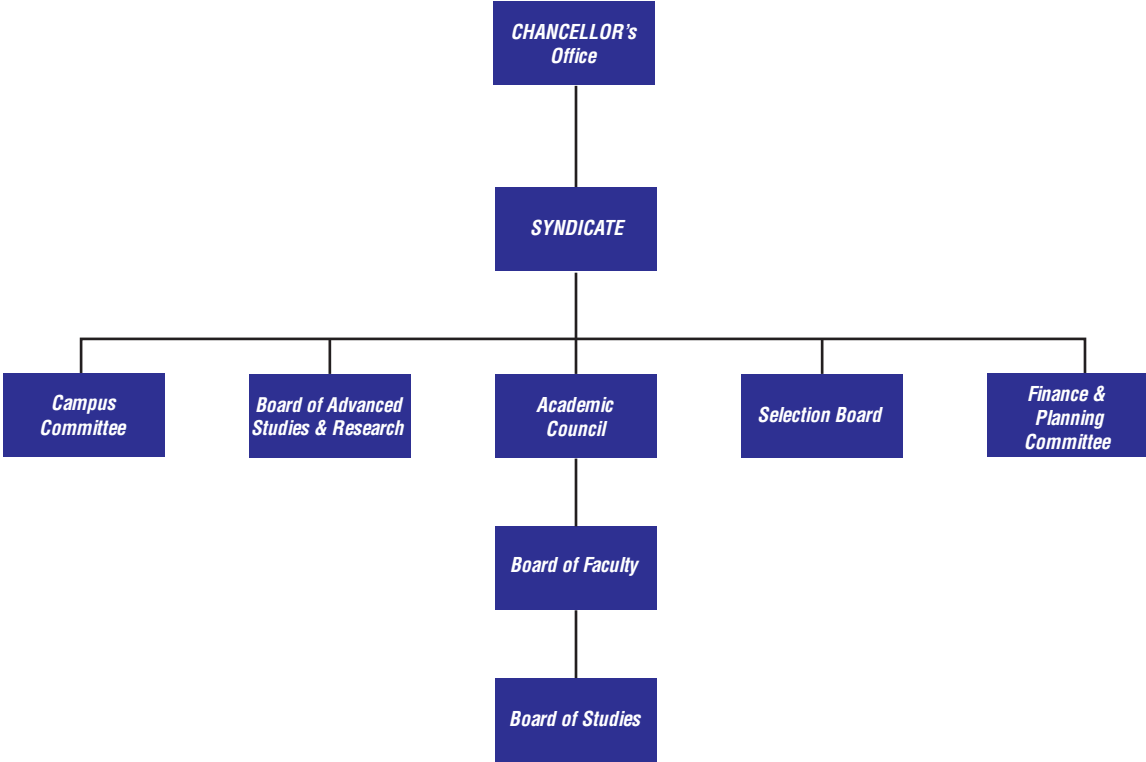 CHANCELLOR's
Office
SYNDICATE
Campus
Committee
Board of Advanced
Studies & Research
Academic
Council
Selection Board
Finance &
Planning
Committee
Board of Faculty
Board of Studies